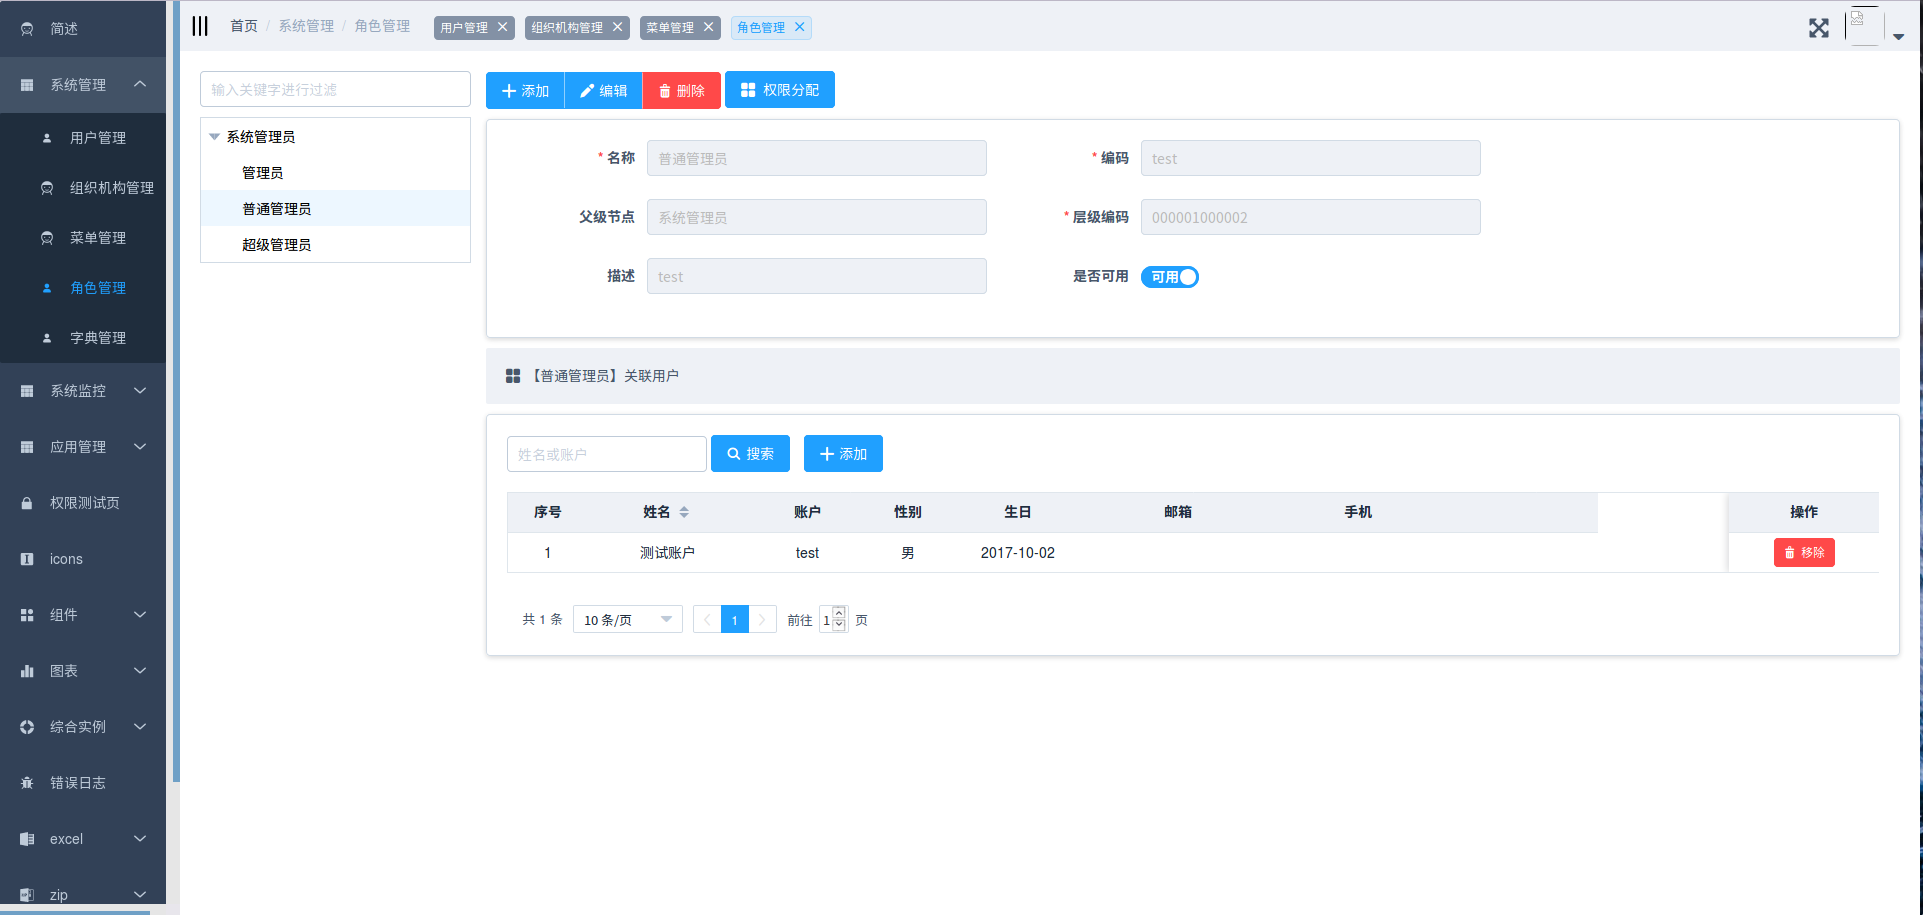 简述
系统管理
用户管理
组织机构管理
菜单管理
角色管理
字典管理
系统监控
应用管理
权限测试页
icons
组件
图表
综合实例
错误日志
excel
zip
首页 / 系统管理 / 角色管理
用户管理 组织机构管理 菜单管理 角色管理
输入关键字进行过滤
系统管理员
管理员
普通管理员
超级管理员
添加 编辑 删除 权限分配
* 名称 普通管理员 * 编码 test
父级节点 系统管理员 * 层级编码 000001000002
描述 test 是否可用 可用
【普通管理员】关联用户
姓名或账户 搜索 添加
序号 姓名 账户 性别 生日 邮箱 手机 操作
1 测试账户 test 男 2017-10-02 移除
共 1 条 10 条/页 1 前往 1 页